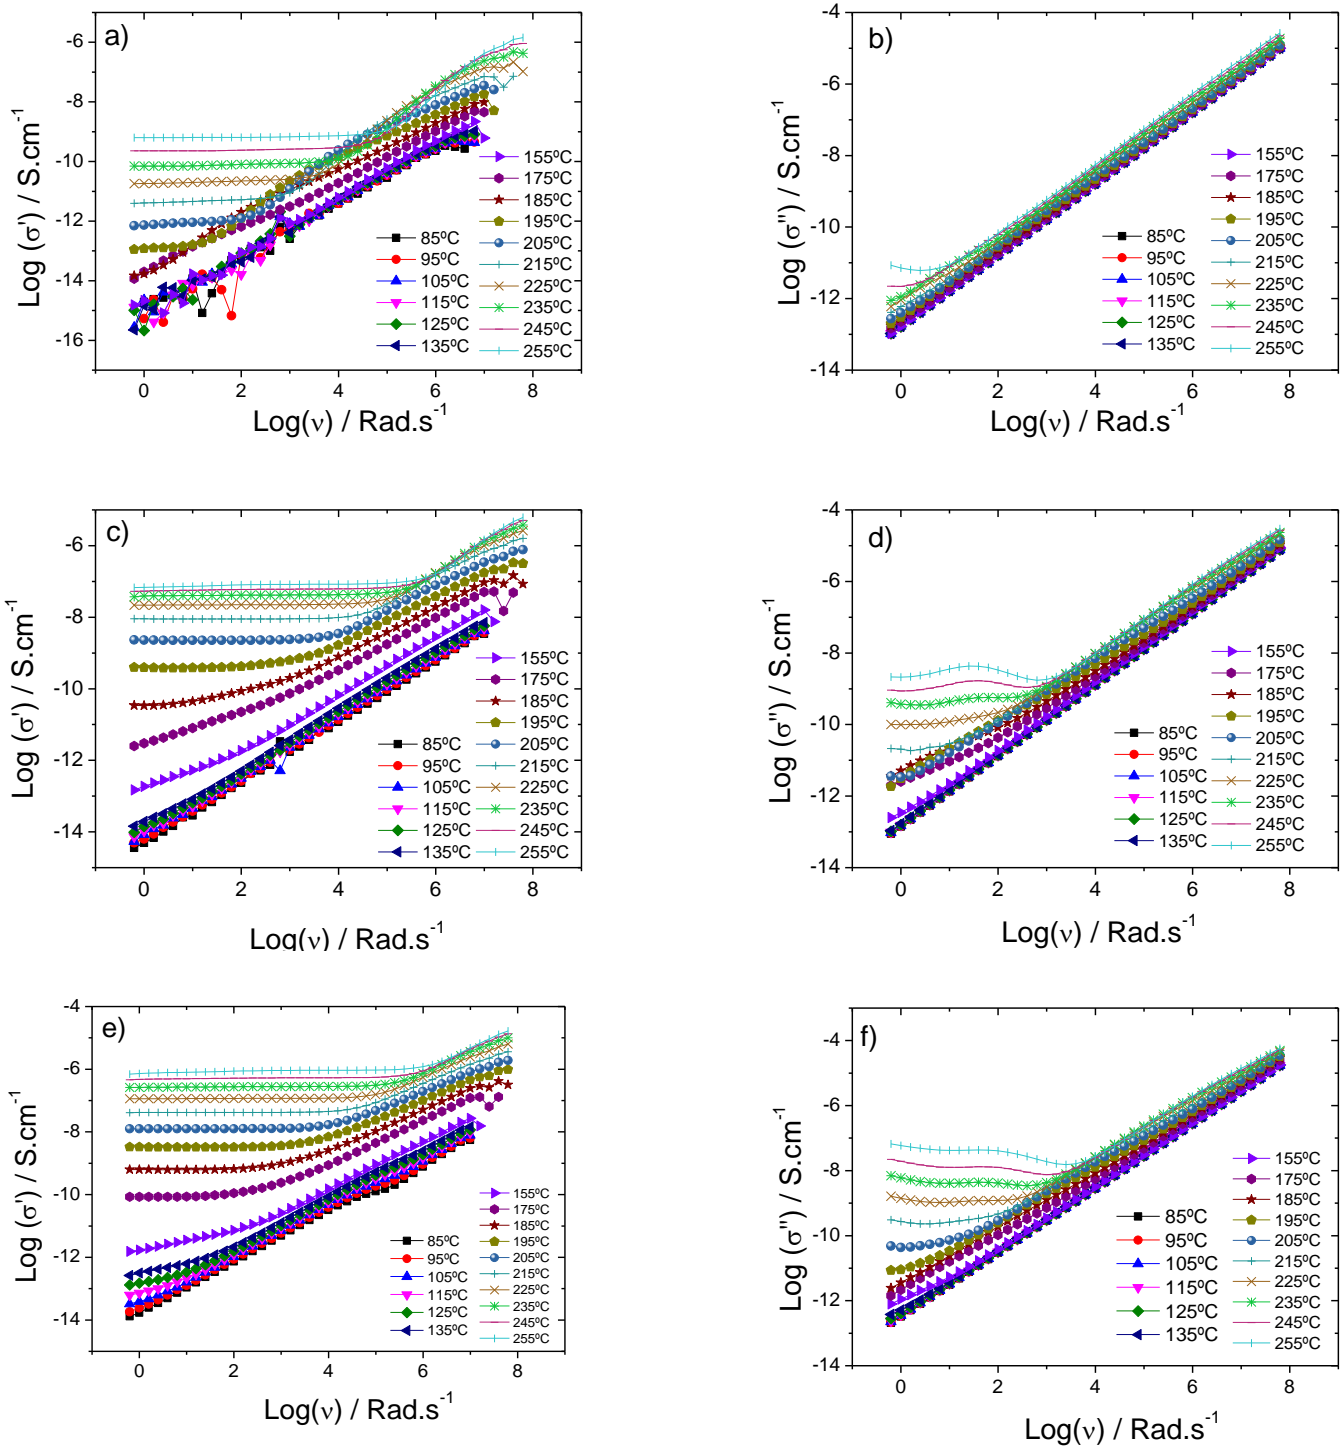 a)
-6
-8
-10
-12
-14
-16
0
2
4
6
8
Log (σ') / S.cm-1
Log(ν) / Rad.s-1
85ºC
95ºC
105ºC
115ºC
125ºC
135ºC
155ºC
175ºC
185ºC
195ºC
205ºC
215ºC
225ºC
235ºC
245ºC
255ºC
b)
-4
-6
-8
-10
-12
-14
0
2
4
6
8
Log (σ'') / S.cm-1
Log(ν) / Rad.s-1
85ºC
95ºC
105ºC
115ºC
125ºC
135ºC
155ºC
175ºC
185ºC
195ºC
205ºC
215ºC
225ºC
235ºC
245ºC
255ºC
c)
-6
-8
-10
-12
-14
0
2
4
6
8
Log (σ') / S.cm-1
Log(ν) / Rad.s-1
85ºC
95ºC
105ºC
115ºC
125ºC
135ºC
155ºC
175ºC
185ºC
195ºC
205ºC
215ºC
225ºC
235ºC
245ºC
255ºC
d)
-4
-6
-8
-10
-12
-14
0
2
4
6
8
Log (σ'') / S.cm-1
Log(ν) / Rad.s-1
85ºC
95ºC
105ºC
115ºC
125ºC
135ºC
155ºC
175ºC
185ºC
195ºC
205ºC
215ºC
225ºC
235ºC
245ºC
255ºC
e)
-4
-6
-8
-10
-12
-14
0
2
4
6
8
Log (σ') / S.cm-1
Log(ν) / Rad.s-1
85ºC
95ºC
105ºC
115ºC
125ºC
135ºC
155ºC
175ºC
185ºC
195ºC
205ºC
215ºC
225ºC
235ºC
245ºC
255ºC
f)
-4
-6
-8
-10
-12
-14
0
2
4
6
8
Log (σ'') / S.cm-1
Log(ν) / Rad.s-1
85ºC
95ºC
105ºC
115ºC
125ºC
135ºC
155ºC
175ºC
185ºC
195ºC
205ºC
215ºC
225ºC
235ºC
245ºC
255ºC